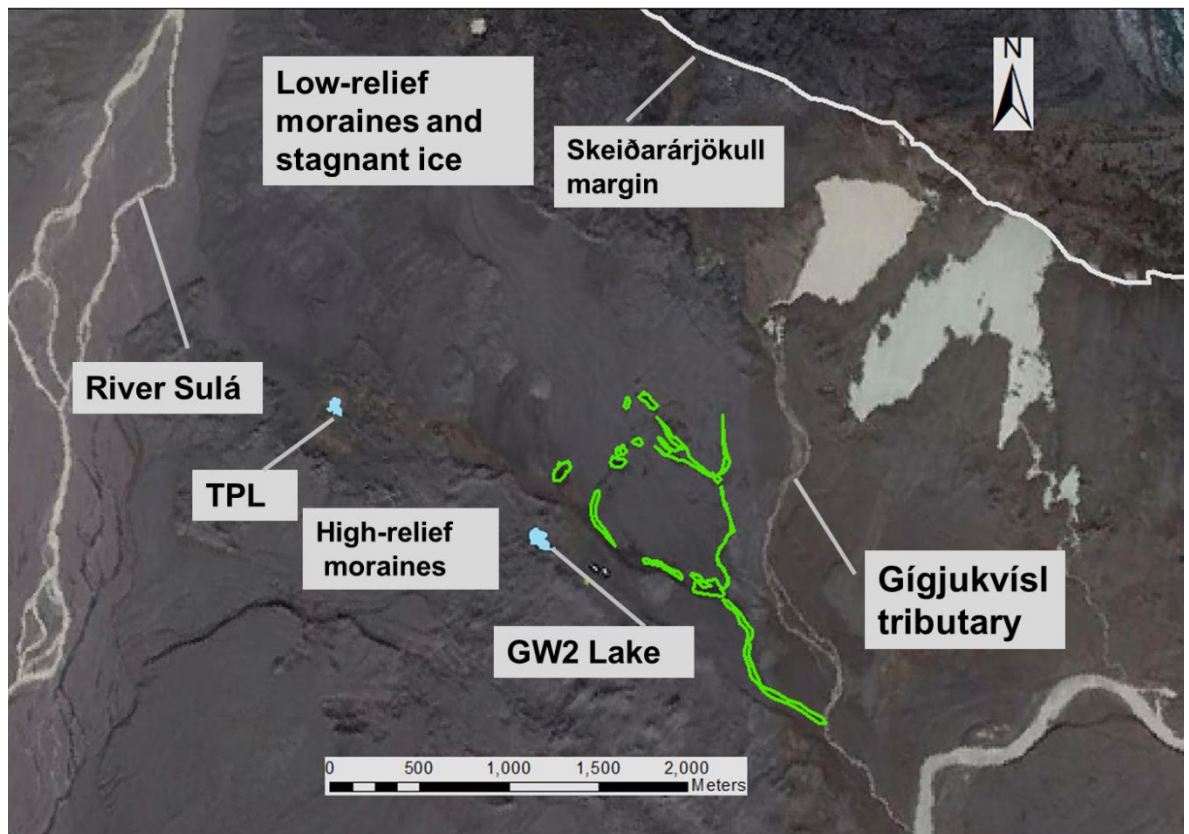 Low-relief
moraines and
stagnant ice
Skeiðarárjökull
margin
N
River Sulá
TPL
High-relief
moraines
GW2 Lake
Gígjukvísl
tributary
0 500 1,000 1,500 2,000
Meters